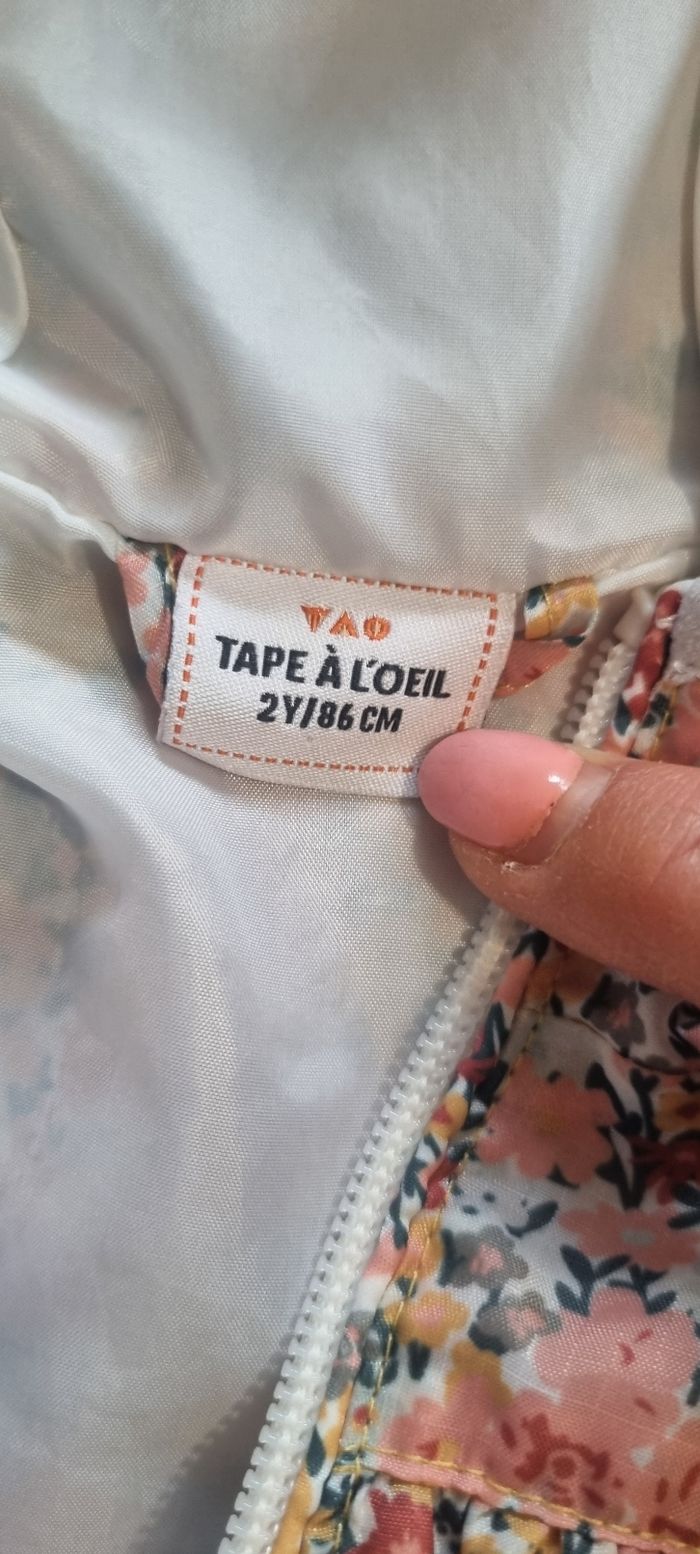 TAO
TAPE À L'OEIL
2Y/86 CM